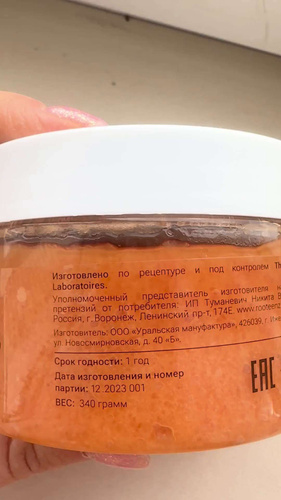 Изготовлено по рецептуре и под контролем Th
Laboratoires.
Уполномоченный представитель изготовителя н
претензий от потребителя: ИП Туманевич Никита В
Россия, г. Воронеж, Ленинский пр-т, 174Е. www.rooteenz
Изготовитель: ООО «Уральская мануфактура», 426039, г. И
ул. Новосмирновская, д. 40 «Б».
Срок годности: 1 год
Дата изготовления и номер
партии: 12.2023 001
ВЕС: 340 грамм
EAC